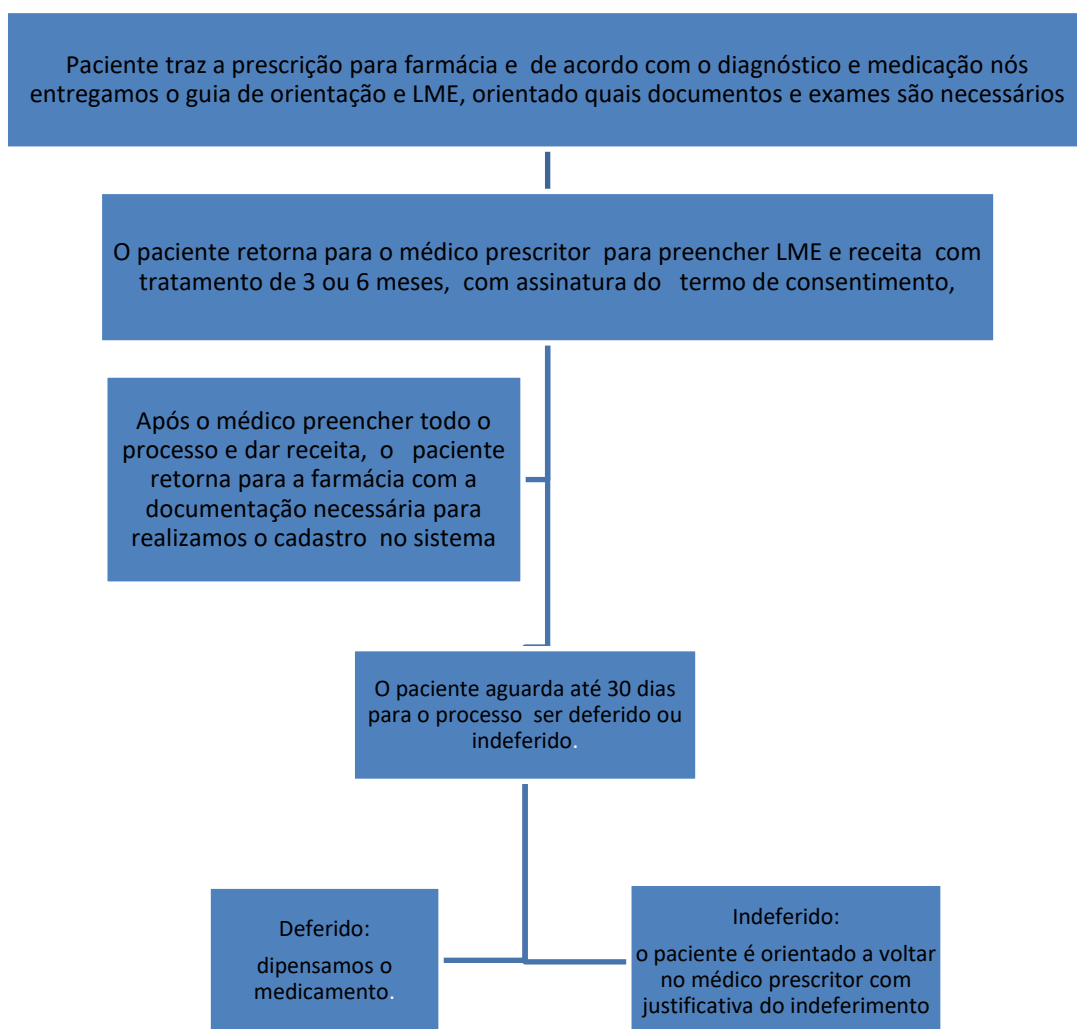 Paciente traz a prescrição para farmácia e de acordo com o diagnóstico e medicação nós
entregamos o guia de orientação e LME, orientado quais documentos e exames são necessários
O paciente retorna para o médico prescritor para preencher LME e receita com
tratamento de 3 ou 6 meses, com assinatura do termo de consentimento,
Após o médico preencher todo o
processo e dar receita, o paciente
retorna para a farmácia com a
documentação necessária para
realizamos o cadastro no sistema
O paciente aguarda até 30 dias
para o processo ser deferido ou
indeferido.
Deferido:
dipensamos o
medicamento.
Indeferido:
o paciente é orientado a voltar
no médico prescritor com
justificativa do indeferimento